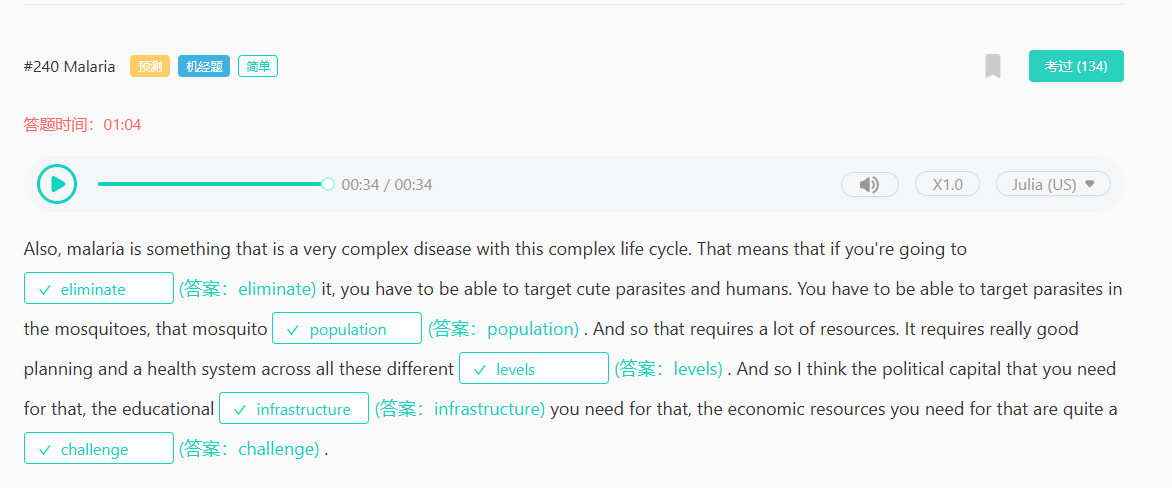 #240 Malaria 预测 机经题 简单 考过 (134)
答题时间：01:04
00:34 / 00:34 X1.0 Julia (US)
Also, malaria is something that is a very complex disease with this complex life cycle. That means that if you're going to
eliminate (答案：eliminate) it, you have to be able to target cute parasites and humans. You have to be able to target parasites in
the mosquitoes, that mosquito population (答案：population) . And so that requires a lot of resources. It requires really good
planning and a health system across all these different levels (答案：levels) . And so I think the political capital that you need
for that, the educational infrastructure (答案：infrastructure) you need for that, the economic resources you need for that are quite a
challenge (答案：challenge) .